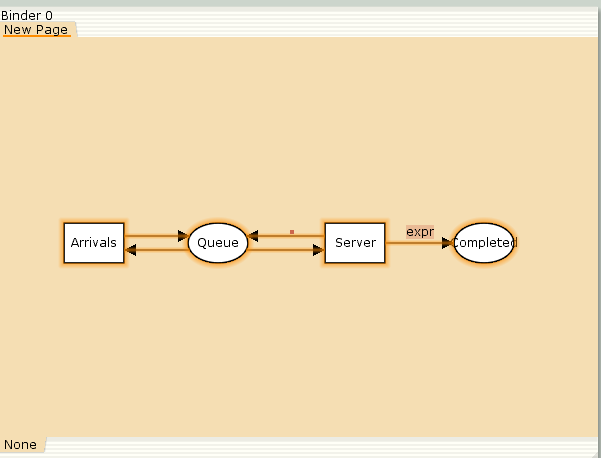 Binder 0
New Page
Arrivals
Queue
Server
expr
Completed
None